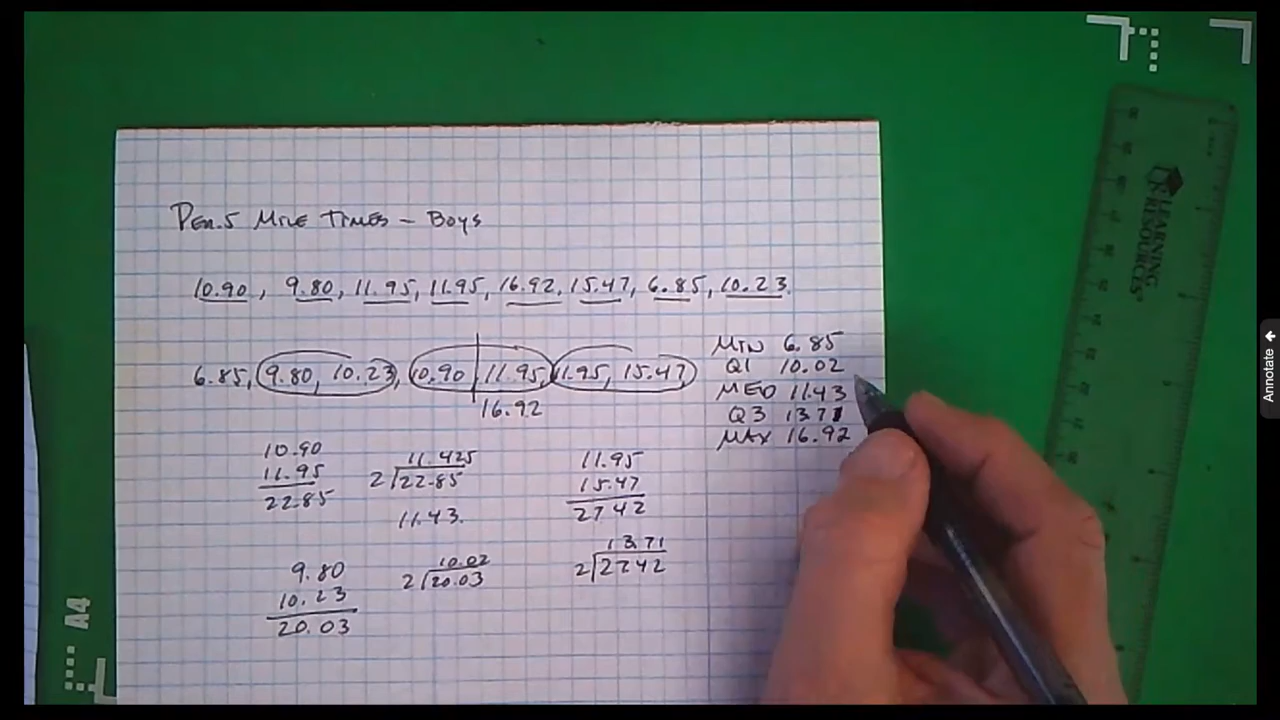 PER. 5 MILE TIMES – BOYS
10.90, 9.80, 11.95, 11.95, 16.92, 15.47, 6.85, 10.23
6.85, 9.80, 10.23, 10.90 11.95, 11.95, 15.47
16.92
MIN 6.85
Q1 10.02
MED 11.43
Q3 13.71
MAX 16.92
10.90
11.95
22.85
11.425
2 22.85
11.43
11.95
15.47
27 42
9.80
10.23
20.03
10.02
2 20.03
13.71
2 2742
A4
LEARNING
RESOURCES
Annotate